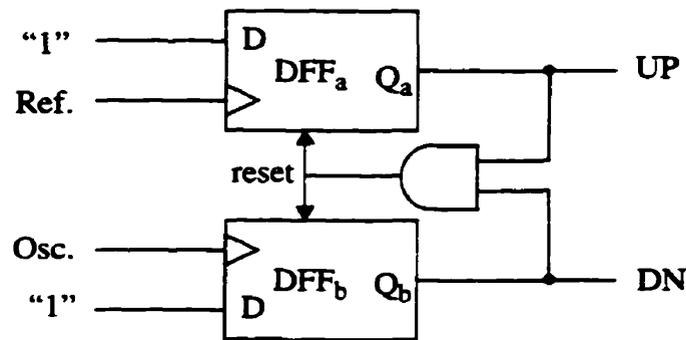 “1”
D
DFFa
Qa
UP
Ref.
reset
Osc.
DFFb
Qb
DN
“1”
D